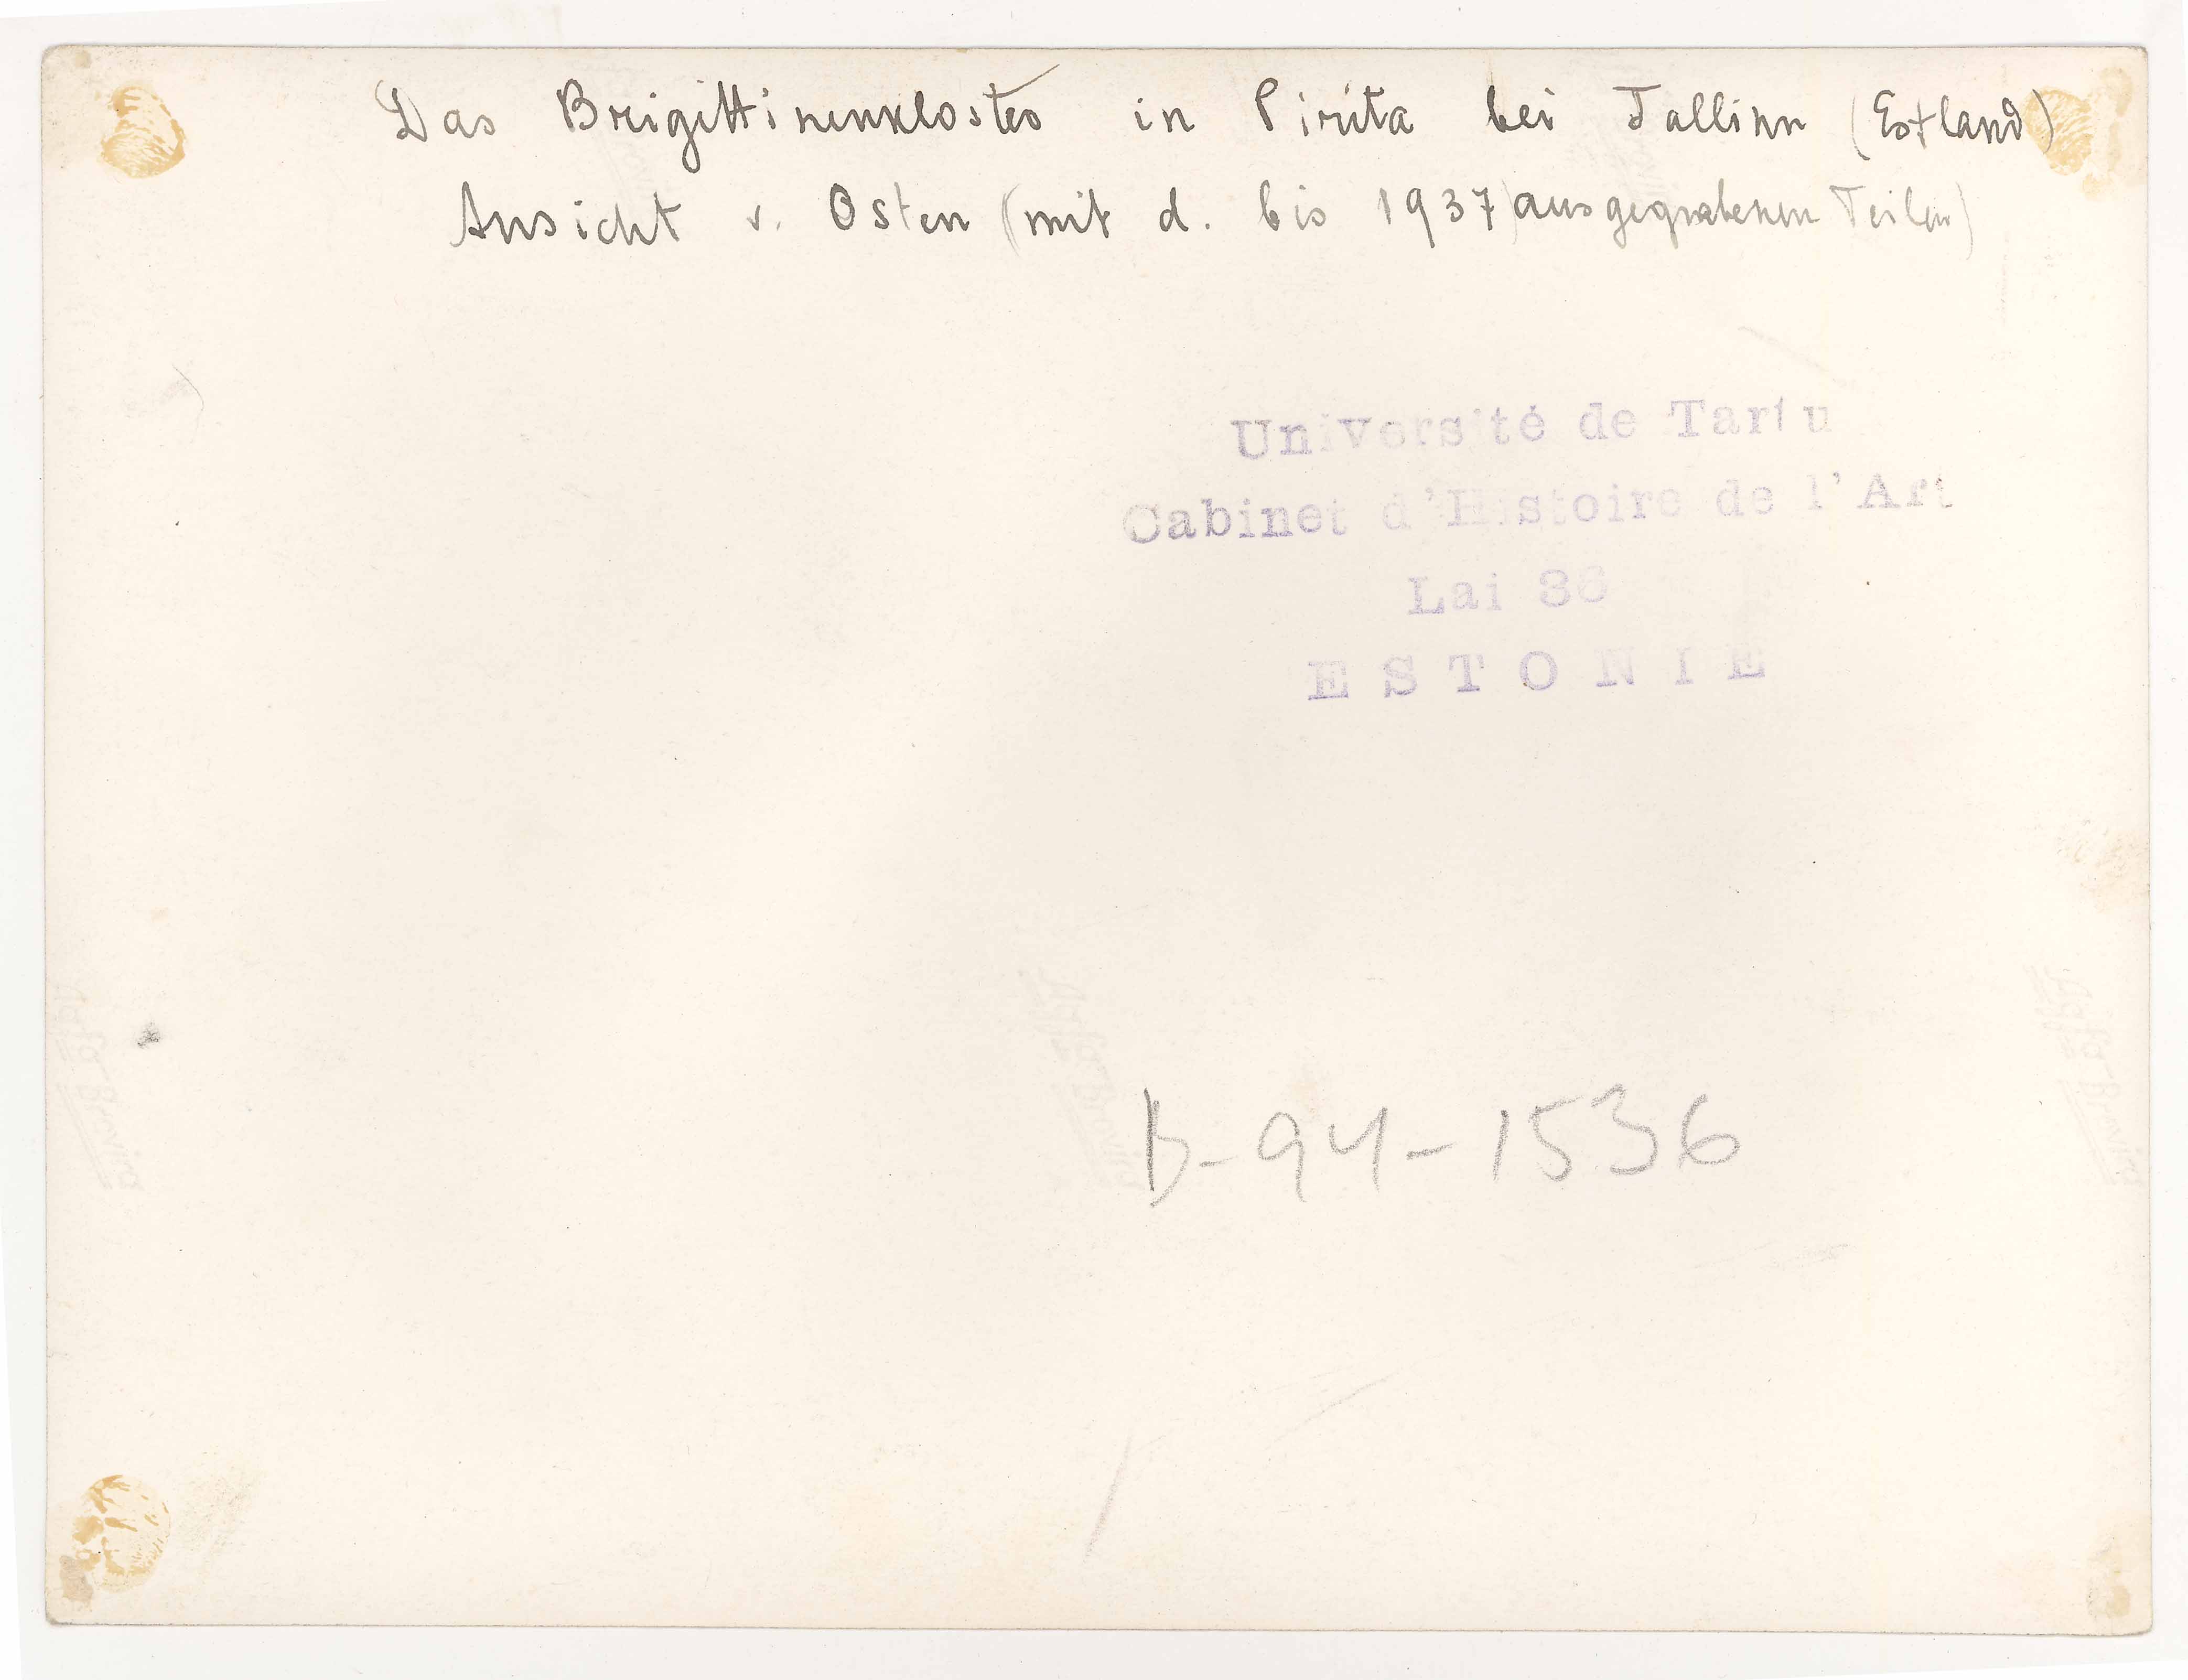 Das Brigittinenkloster in Pirita bei Tallinn (Estland)
Ansicht v. Osten (mit d. bis 1937 ausgegrabenen Teilen)
Université de Tartu
Cabinet d'Histoire de l'Art
Lai 36
ESTONIE
D-94-1536